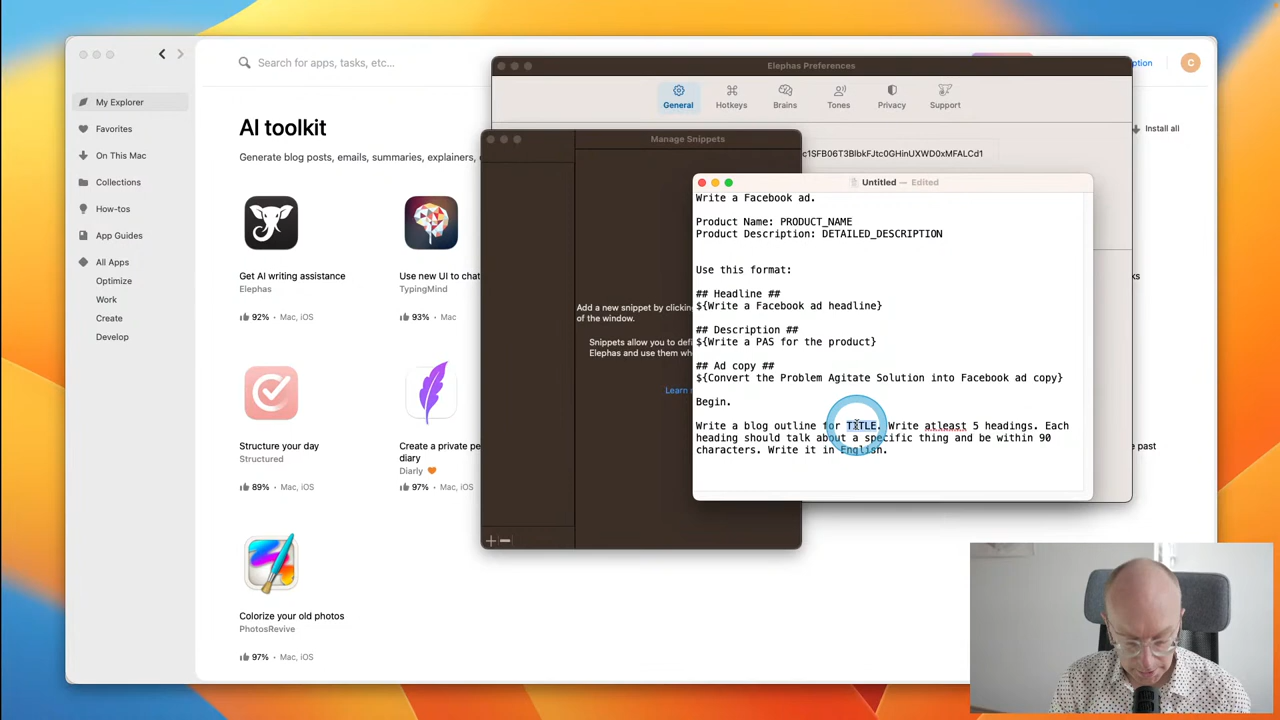 Search for apps, tasks, etc...
My Explorer
Favorites
On This Mac
Collections
How-tos
App Guides
All Apps
Optimize
Work
Create
Develop
AI toolkit
Generate blog posts, emails, summaries, explainers,
Get AI writing assistance
Elephas
92% • Mac, iOS
Use new UI to chat
TypingMind
93% • Mac
Structure your day
Structured
89% • Mac, iOS
Create a private pe
diary
Diarly
97% • Mac, iOS
Colorize your old photos
PhotosRevive
97% • Mac, iOS
ption
C
Install all
ks
post
Elephas Preferences
General
Hotkeys
Brains
Tones
Privacy
Support
Manage Snippets
Add a new snippet by clicking
of the window.
Snippets allow you to defi
Elephas and use them wh
Learn
Untitled — Edited
Write a Facebook ad.
Product Name: PRODUCT_NAME
Product Description: DETAILED_DESCRIPTION
Use this format:
## Headline ##
${Write a Facebook ad headline}
## Description ##
${Write a PAS for the product}
## Ad copy ##
${Convert the Problem Agitate Solution into Facebook ad copy}
Begin.
Write a blog outline for TITLE. Write atleast 5 headings. Each
heading should talk about a specific thing and be within 90
characters. Write it in English.